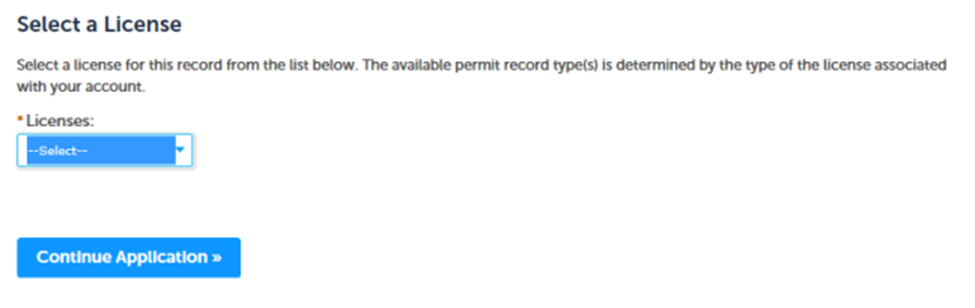 Select a License
Select a license for this record from the list below. The available permit record type(s) is determined by the type of the license associated
with your account.
* Licenses:
--Select--
Continue Application »